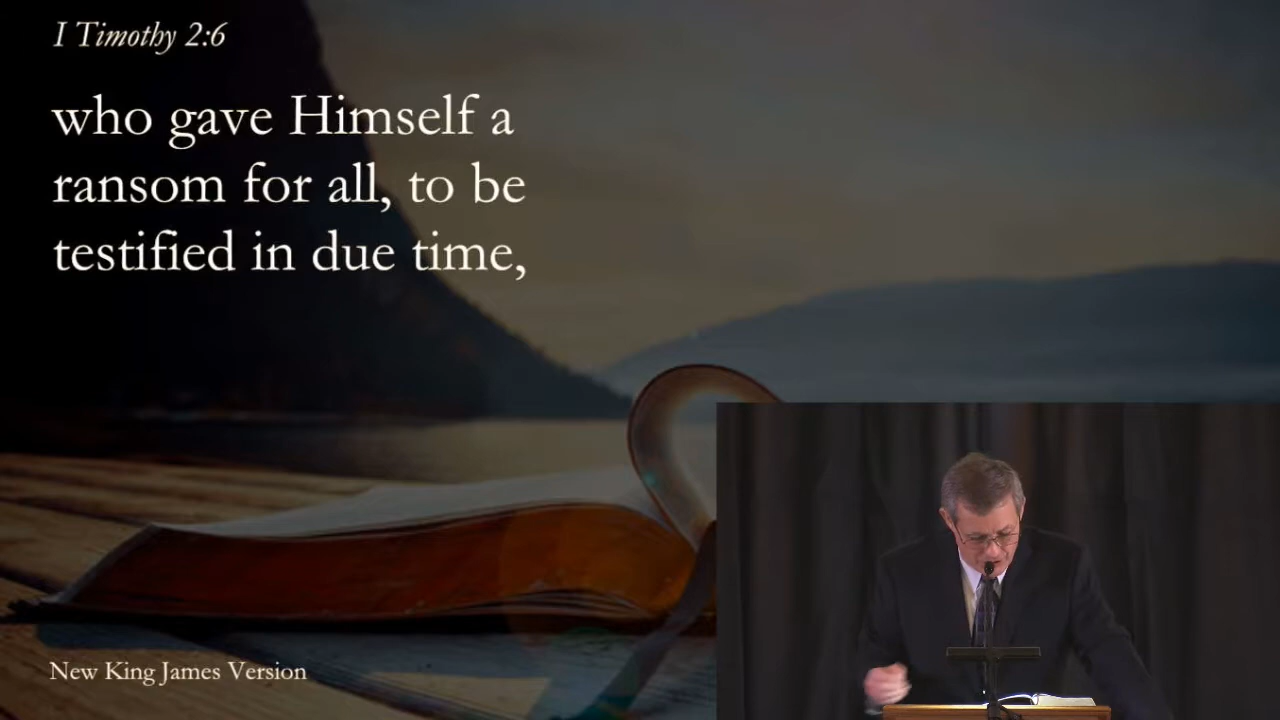 I Timothy 2:6
who gave Himself a
ransom for all, to be
testified in due time,
New King James Version